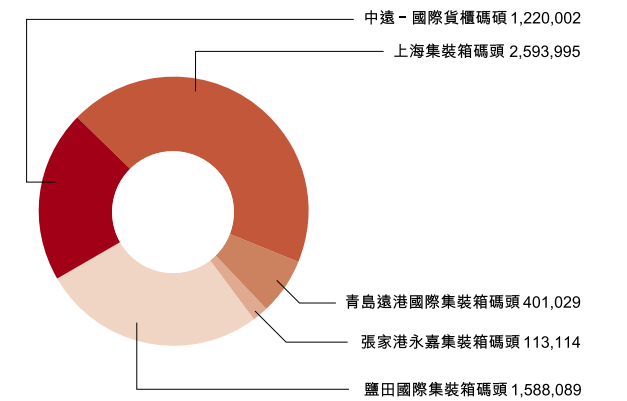 中遠－國際貨櫃碼碩 1,220,002
上海集裝箱碼頭 2,593,995
青島遠港國際集裝箱碼頭 401,029
張家港永嘉集裝箱碼頭 113,114
鹽田國際集裝箱碼頭 1,588,089